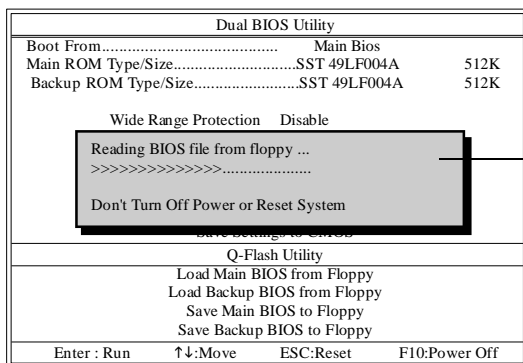 Dual BIOS Utility
Boot From.......................................... Main Bios
Main ROM Type/Size.............................SST 49LF004A 512K
Backup ROM Type/Size.........................SST 49LF004A 512K
Wide Range Protection Disable
Reading BIOS file from floppy ...
>>>>>>>>>>>>>>.....................
Don't Turn Off Power or Reset System
Save Settings to CMOS
Q-Flash Utility
Load Main BIOS from Floppy
Load Backup BIOS from Floppy
Save Main BIOS to Floppy
Save Backup BIOS to Floppy
Enter : Run ↑↓:Move ESC:Reset F10:Power Off